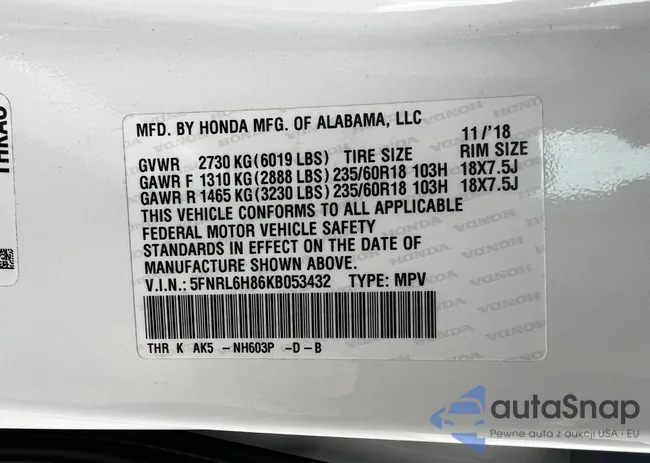 THRAG
MFD. BY HONDA MFG. OF ALABAMA, LLC
11/'18
GVWR 2730 KG(6019 LBS) TIRE SIZE RIM SIZE
GAWR F 1310 KG(2888 LBS) 235/60R18 103H 18X7.5J
GAWR R 1465 KG(3230 LBS) 235/60R18 103H 18X7.5J
THIS VEHICLE CONFORMS TO ALL APPLICABLE
FEDERAL MOTOR VEHICLE SAFETY
STANDARDS IN EFFECT ON THE DATE OF
MANUFACTURE SHOWN ABOVE.
V.I.N.: 5FNRL6H86KB053432 TYPE: MPV
THR K AK5 -NH603P -D-B
autaSnap
Pewne auta z aukcji USA i EU